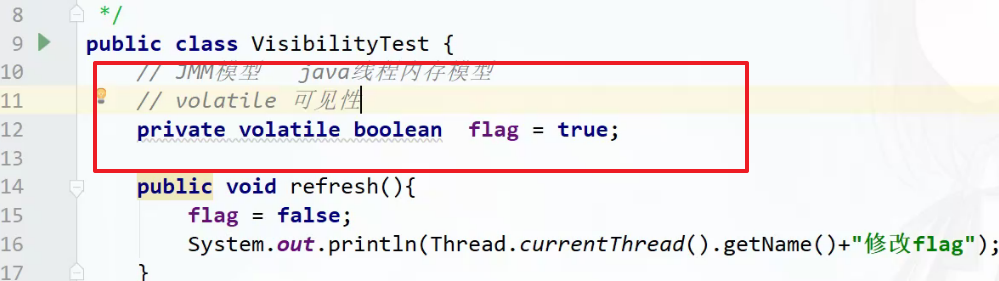 8 */
9 public class VisibilityTest {
10 // JMM模型 java线程内存模型
11 // volatile 可见性
12 private volatile boolean flag = true;
13
14 public void refresh(){
15 flag = false;
16 System.out.println(Thread.currentThread().getName()+"修改flag");
17 }